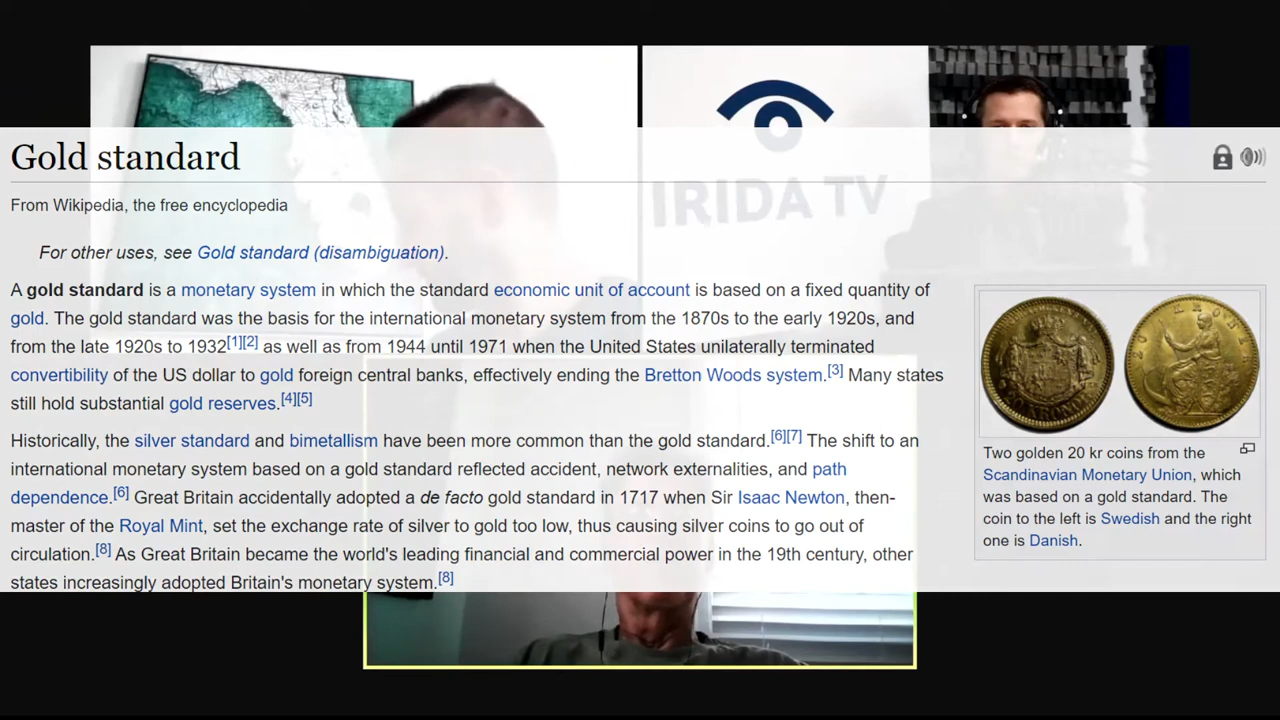 IRIDA TV
Gold standard
From Wikipedia, the free encyclopedia
For other uses, see Gold standard (disambiguation).
A gold standard is a monetary system in which the standard economic unit of account is based on a fixed quantity of
gold. The gold standard was the basis for the international monetary system from the 1870s to the early 1920s, and
from the late 1920s to 1932[1][2] as well as from 1944 until 1971 when the United States unilaterally terminated
convertibility of the US dollar to gold foreign central banks, effectively ending the Bretton Woods system.[3] Many states
still hold substantial gold reserves.[4][5]
Historically, the silver standard and bimetallism have been more common than the gold standard.[6][7] The shift to an
international monetary system based on a gold standard reflected accident, network externalities, and path
dependence.[6] Great Britain accidentally adopted a de facto gold standard in 1717 when Sir Isaac Newton, then-
master of the Royal Mint, set the exchange rate of silver to gold too low, thus causing silver coins to go out of
circulation.[8] As Great Britain became the world's leading financial and commercial power in the 19th century, other
states increasingly adopted Britain's monetary system.[8]
Two golden 20 kr coins from the
Scandinavian Monetary Union, which
was based on a gold standard. The
coin to the left is Swedish and the right
one is Danish.